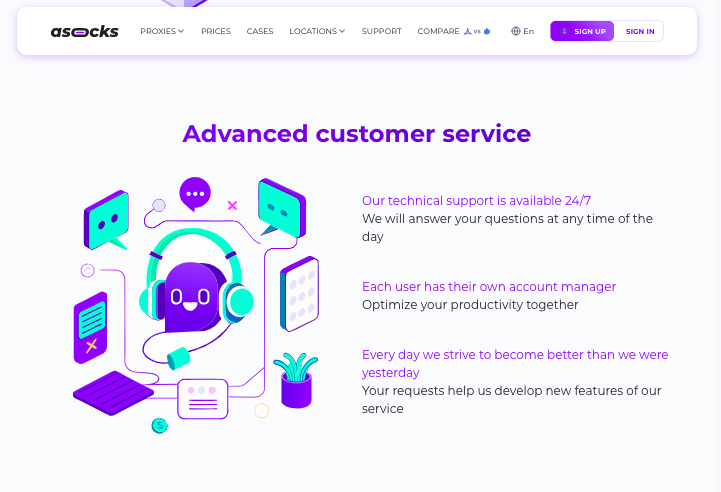 asocks PROXIES PRICES CASES LOCATIONS SUPPORT COMPARE VS En SIGN UP SIGN IN
Advanced customer service
Our technical support is available 24/7
We will answer your questions at any time of the
day
Each user has their own account manager
Optimize your productivity together
Every day we strive to become better than we were
yesterday
Your requests help us develop new features of our
service
S